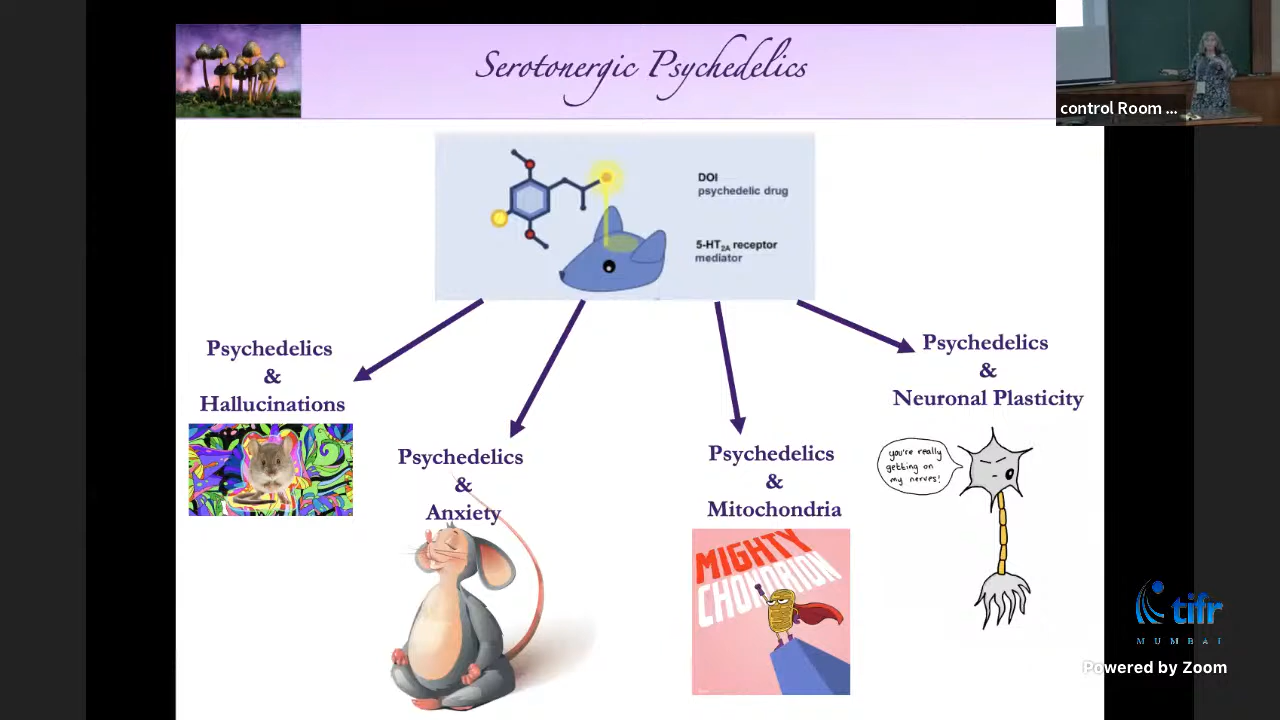 Serotonergic Psychedelics
control Room ...
DOI
psychedelic drug
5-HT2A receptor
mediator
Psychedelics
&
Hallucinations
Psychedelics
&
Anxiety
Psychedelics
&
Mitochondria
MIGHTY
CHONDRION
Psychedelics
&
Neuronal Plasticity
you're really
getting on
my nerves!
tifr
MUMBAI
Powered by Zoom